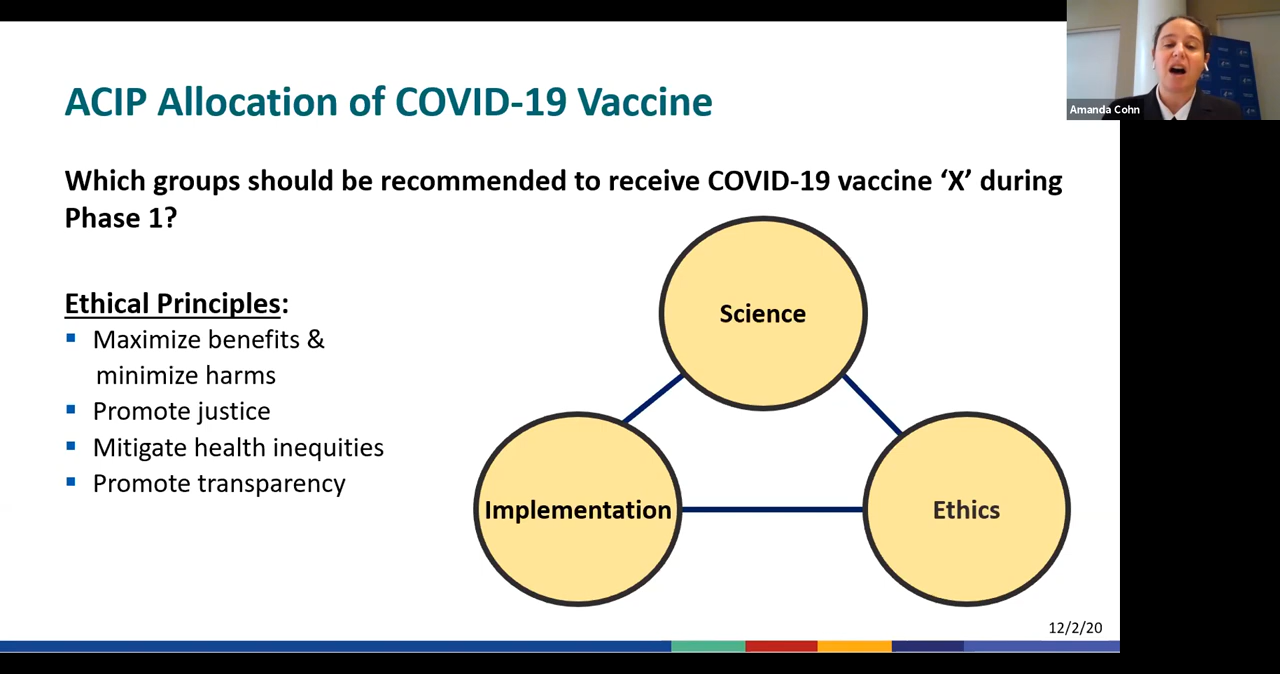 Amanda Cohn
ACIP Allocation of COVID-19 Vaccine
Which groups should be recommended to receive COVID-19 vaccine ‘X’ during
Phase 1?
Ethical Principles:
Maximize benefits &
minimize harms
Promote justice
Mitigate health inequities
Promote transparency
Science
Implementation
Ethics
12/2/20